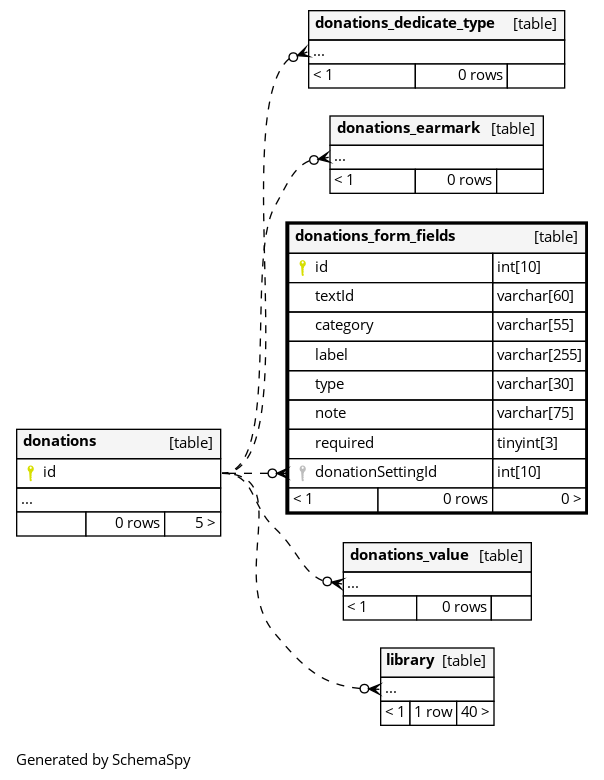 donations_dedicate_type [table]
...
< 1 0 rows
donations_earmark [table]
...
< 1 0 rows
donations_form_fields [table]
id int[10]
textId varchar[60]
category varchar[55]
label varchar[255]
type varchar[30]
note varchar[75]
required tinyint[3]
donationSettingId int[10]
< 1 0 rows 0 >
donations [table]
id
...
0 rows 5 >
donations_value [table]
...
< 1 0 rows
library [table]
...
< 1 1 row 40 >
Generated by SchemaSpy